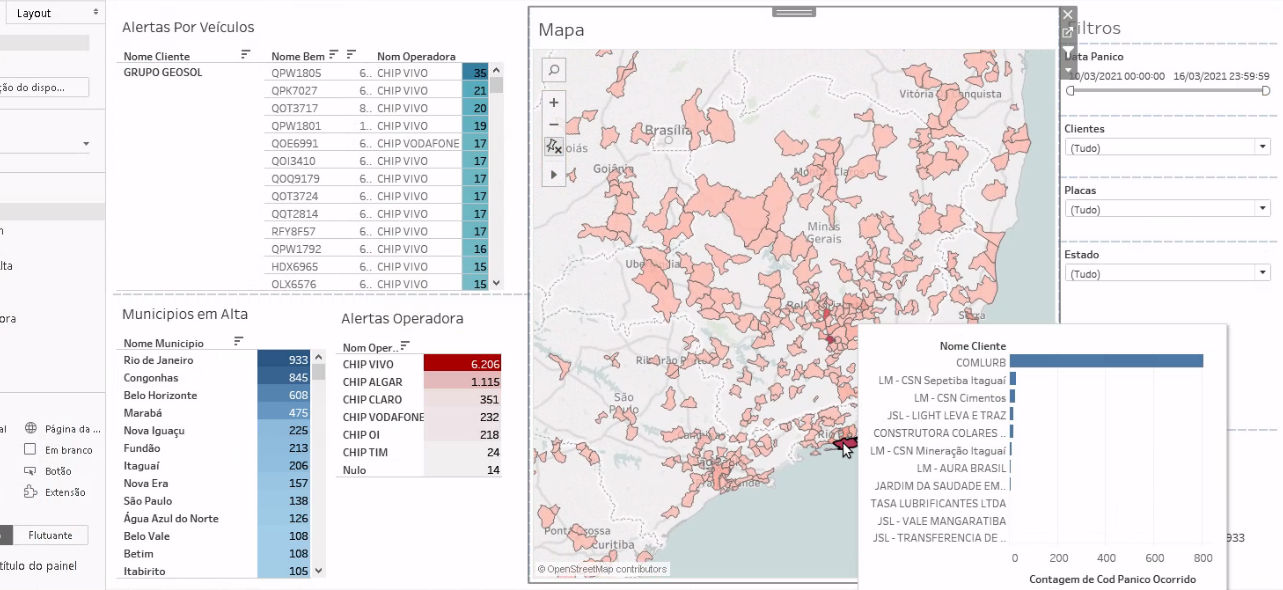 Layout
ção do dispo...
lta
ora
al
Página da ...
Em branco
Botão
Extensão
Flutuante
título do painel
Alertas Por Veículos
Nome Cliente Nome Bem Nom Operadora
GRUPO GEOSOL QPW1805 6.. CHIP VIVO 35
QPK7027 6.. CHIP VIVO 21
QOT3717 8.. CHIP VIVO 20
QPW1801 1.. CHIP VIVO 19
QOE6991 6.. CHIP VODAFONE 17
QOI3410 6.. CHIP VIVO 17
QOQ9179 6.. CHIP VIVO 17
QOT3724 6.. CHIP VIVO 17
QQT2814 6.. CHIP VIVO 17
RFY8F57 6.. CHIP VIVO 17
QPW1792 6.. CHIP VIVO 16
HDX6965 6.. CHIP VIVO 15
OLX6576 6.. CHIP VIVO 15
Municipios em Alta
Nome Municipio
Rio de Janeiro 933
Congonhas 845
Belo Horizonte 608
Marabá 475
Nova Iguaçu 225
Fundão 213
Itaguaí 206
Nova Era 157
São Paulo 138
Água Azul do Norte 126
Belo Vale 108
Betim 108
Itabirito 105
Alertas Operadora
Nom Oper..
CHIP VIVO 6.206
CHIP ALGAR 1.115
CHIP CLARO 351
CHIP VODAFONE 232
CHIP OI 218
CHIP TIM 24
Nulo 14
Mapa
Vitória
Brasília
Goiânia
Minas
Gerais
São
Curitiba
© OpenStreetMap contributors
Nome Cliente
COMLURB
LM - CSN Sepetiba Itaguaí
LM - CSN Cimentos
JSL - LIGHT LEVA E TRAZ
CONSTRUTORA COLARES ..
LM - CSN Mineração Itaguaí
LM - AURA BRASIL
JARDIM DA SAUDADE EM..
TASA LUBRIFICANTES LTDA
JSL - VALE MANGARATIBA
JSL - TRANSFERENCIA DE ..
0 200 400 600 800
Contagem de Cod Panico Ocorrido
Filtros
Data Panico
10/03/2021 00:00:00 16/03/2021 23:59:59
Clientes
(Tudo)
Placas
(Tudo)
Estado
(Tudo)
933